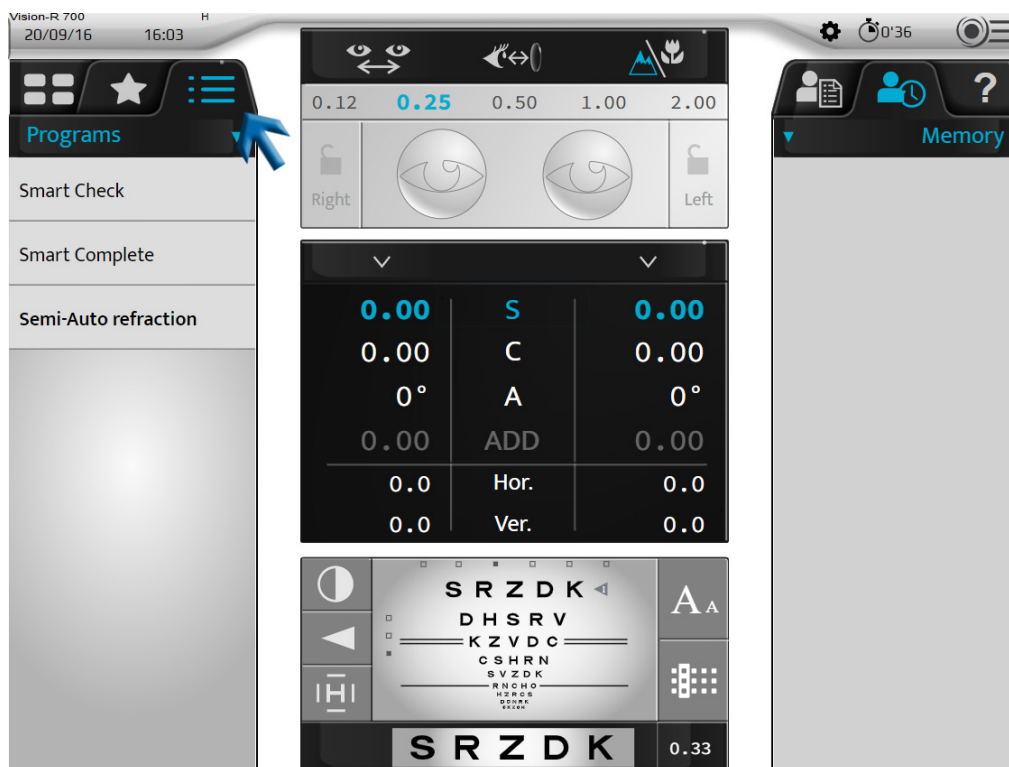 Vision-R 700
H
20/09/16 16:03
0'36
?
Programs
Memory
Smart Check
Smart Complete
Semi-Auto refraction
0.12 0.25 0.50 1.00 2.00
Right
Left
0.00 S 0.00
0.00 C 0.00
0° A 0°
0.00 ADD 0.00
0.0 Hor. 0.0
0.0 Ver. 0.0
S R Z D K
D H S R V
K Z V D C
C S H R N
S V Z D K
R N C H O
H Z R C S
H
A A
S R Z D K
0.33